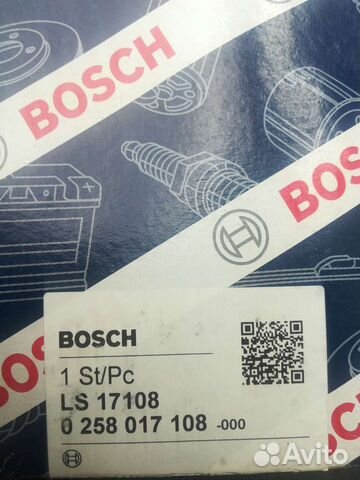 BOSCH
BOSCH
BOSCH
BOSCH
1 St/Pc
LS 17108
0 258 017 108 -000
Avito